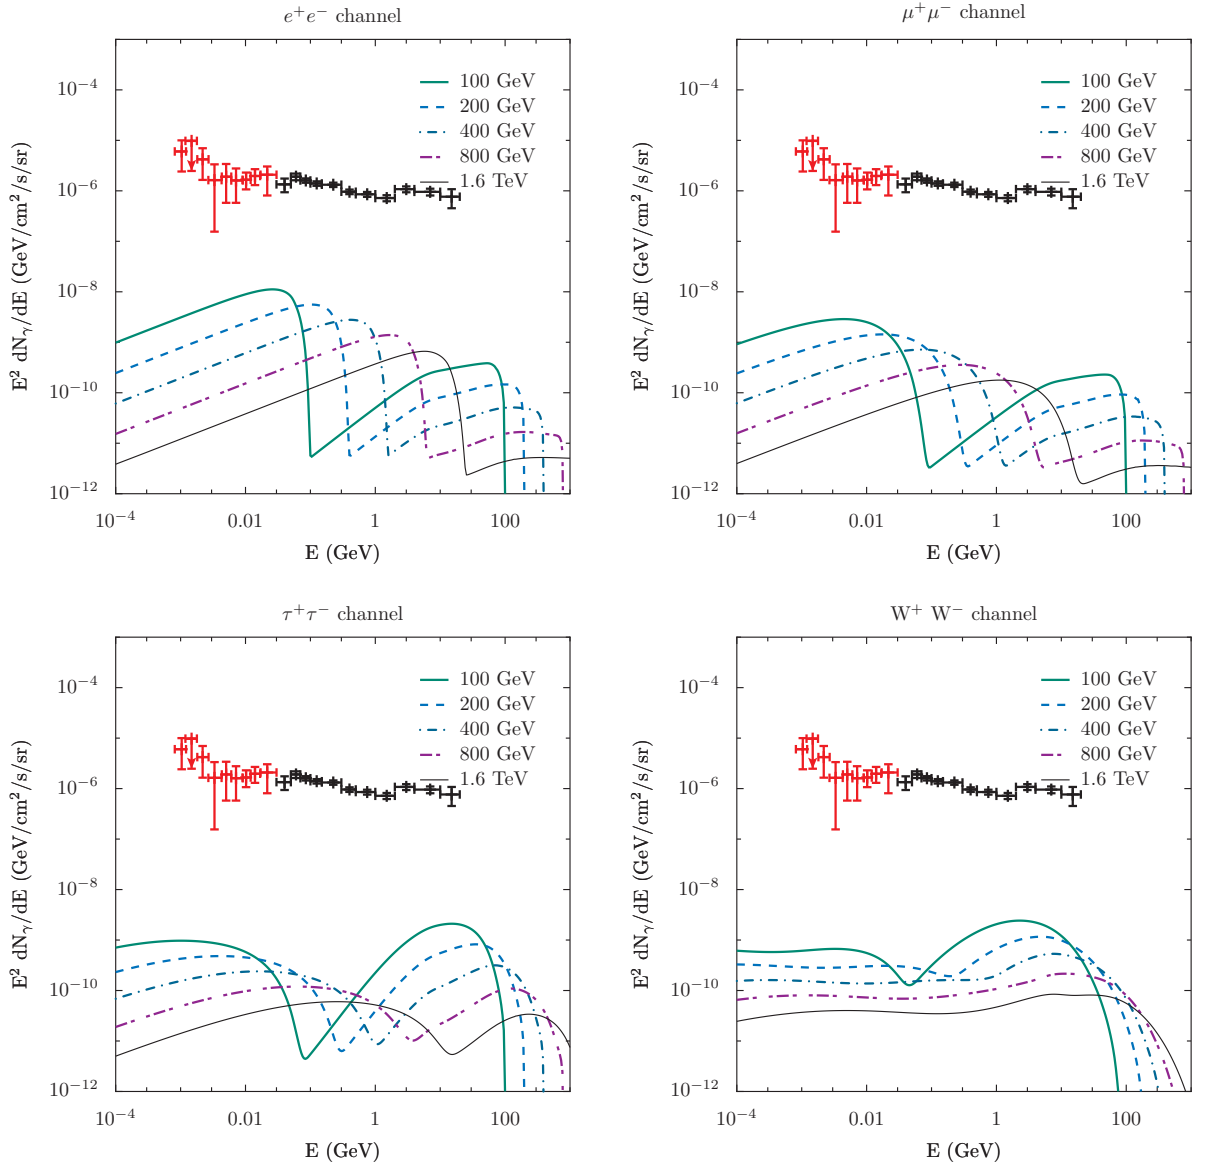 e⁺e⁻ channel
E² dNᵧ/dE (GeV/cm²/s/sr)
10⁻⁴
10⁻⁶
10⁻⁸
10⁻¹⁰
10⁻¹²
100 GeV
200 GeV
400 GeV
800 GeV
1.6 TeV
10⁻⁴ 0.01 1 100
E (GeV)
μ⁺μ⁻ channel
E² dNᵧ/dE (GeV/cm²/s/sr)
10⁻⁴
10⁻⁶
10⁻⁸
10⁻¹⁰
10⁻¹²
100 GeV
200 GeV
400 GeV
800 GeV
1.6 TeV
10⁻⁴ 0.01 1 100
E (GeV)
τ⁺τ⁻ channel
E² dNᵧ/dE (GeV/cm²/s/sr)
10⁻⁴
10⁻⁶
10⁻⁸
10⁻¹⁰
10⁻¹²
100 GeV
200 GeV
400 GeV
800 GeV
1.6 TeV
10⁻⁴ 0.01 1 100
E (GeV)
W⁺ W⁻ channel
E² dNᵧ/dE (GeV/cm²/s/sr)
10⁻⁴
10⁻⁶
10⁻⁸
10⁻¹⁰
10⁻¹²
100 GeV
200 GeV
400 GeV
800 GeV
1.6 TeV
10⁻⁴ 0.01 1 100
E (GeV)